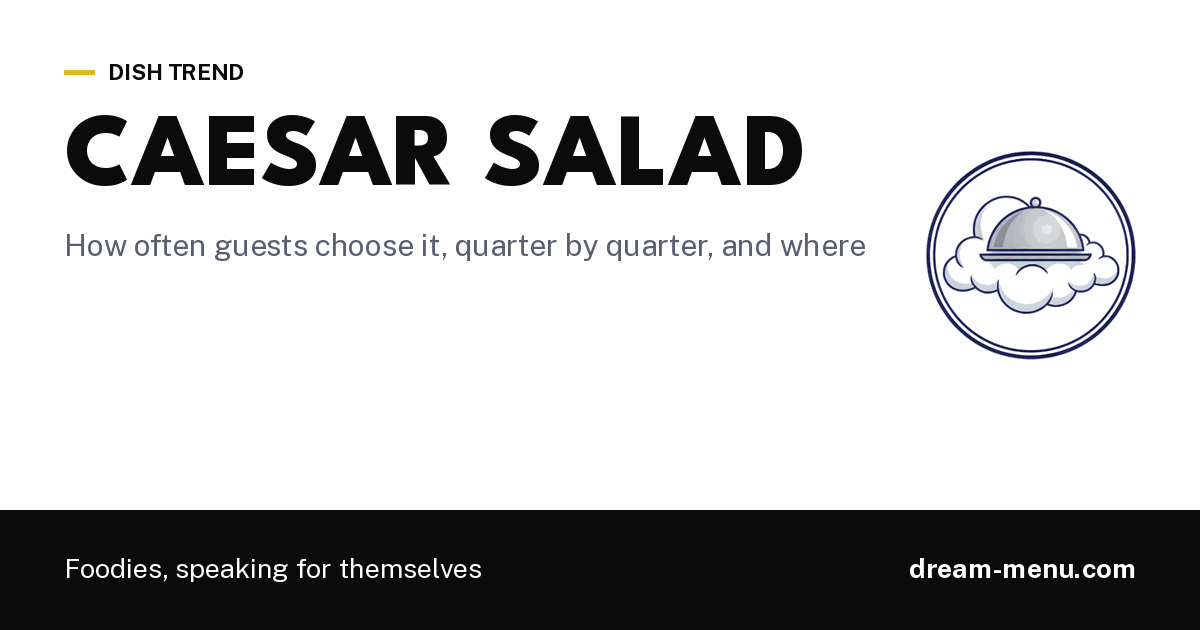 DISH TREND
CAESAR SALAD
How often guests choose it, quarter by quarter, and where
Foodies, speaking for themselves
dream-menu.com